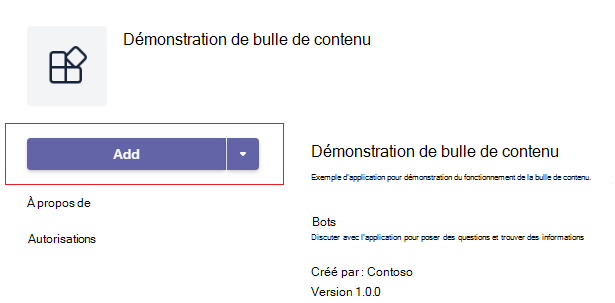 Démonstration de bulle de contenu
Add
À propos de
Autorisations
Démonstration de bulle de contenu
Exemple d'application pour démonstration du fonctionnement de la bulle de contenu.
Bots
Discuter avec l'application pour poser des questions et trouver des informations
Créé par : Contoso
Version 1.0.0